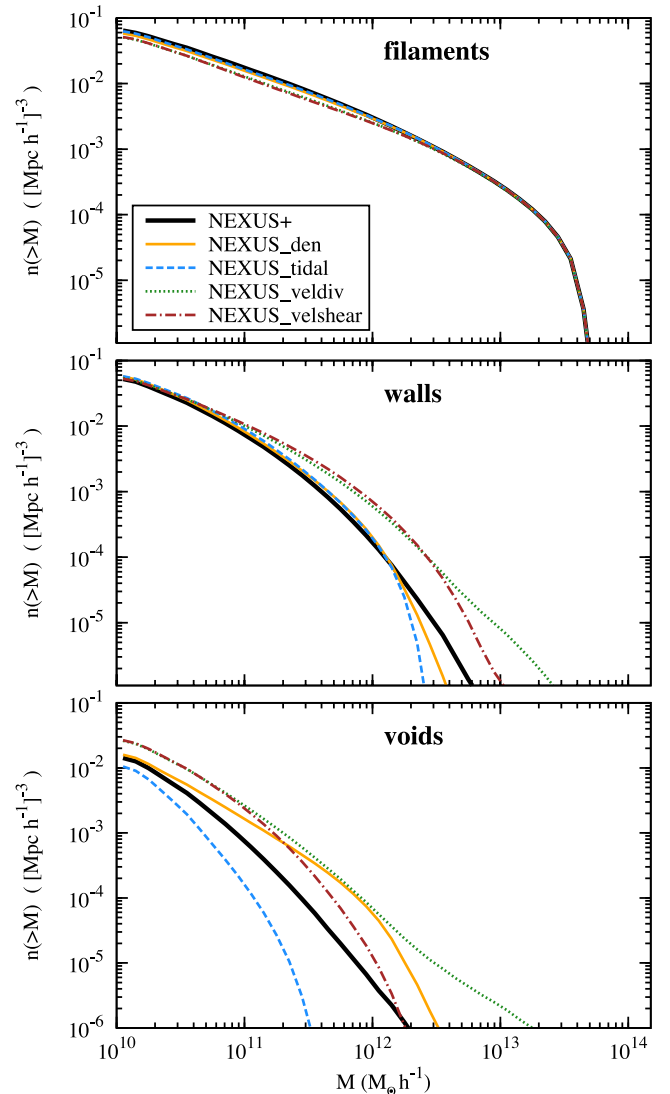 filaments
10^-1
10^-2
10^-3
10^-4
10^-5
n(>M) ( [Mpc h^-1]^-3 )
NEXUS+
NEXUS_den
NEXUS_tidal
NEXUS_veldiv
NEXUS_velshear
walls
10^-1
10^-2
10^-3
10^-4
10^-5
n(>M) ( [Mpc h^-1]^-3 )
voids
10^-1
10^-2
10^-3
10^-4
10^-5
10^-6
n(>M) ( [Mpc h^-1]^-3 )
10^10 10^11 10^12 10^13 10^14
M (M_⊙ h^-1)